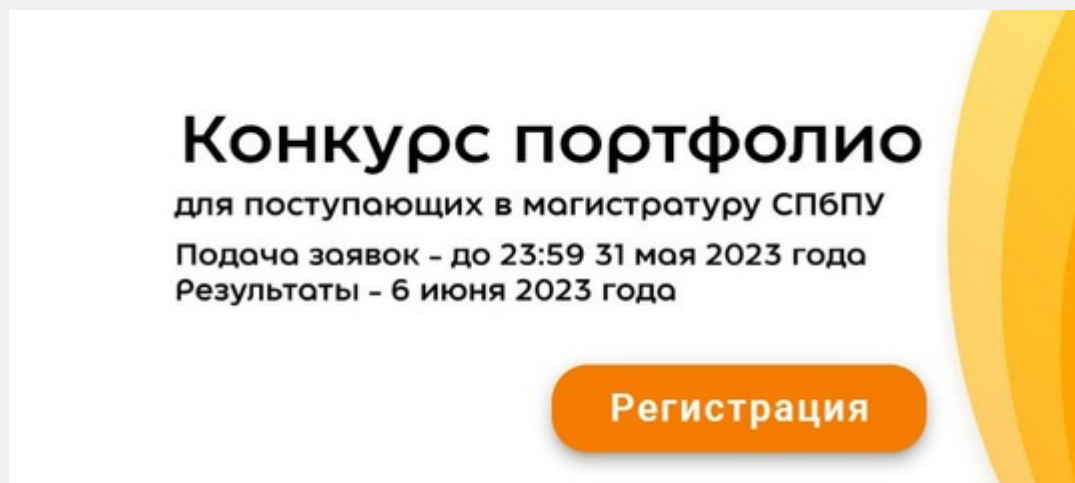 Конкурс портфолио
для поступающих в магистратуру СПбПУ
Подача заявок – до 23:59 31 мая 2023 года
Результаты – 6 июня 2023 года
Регистрация